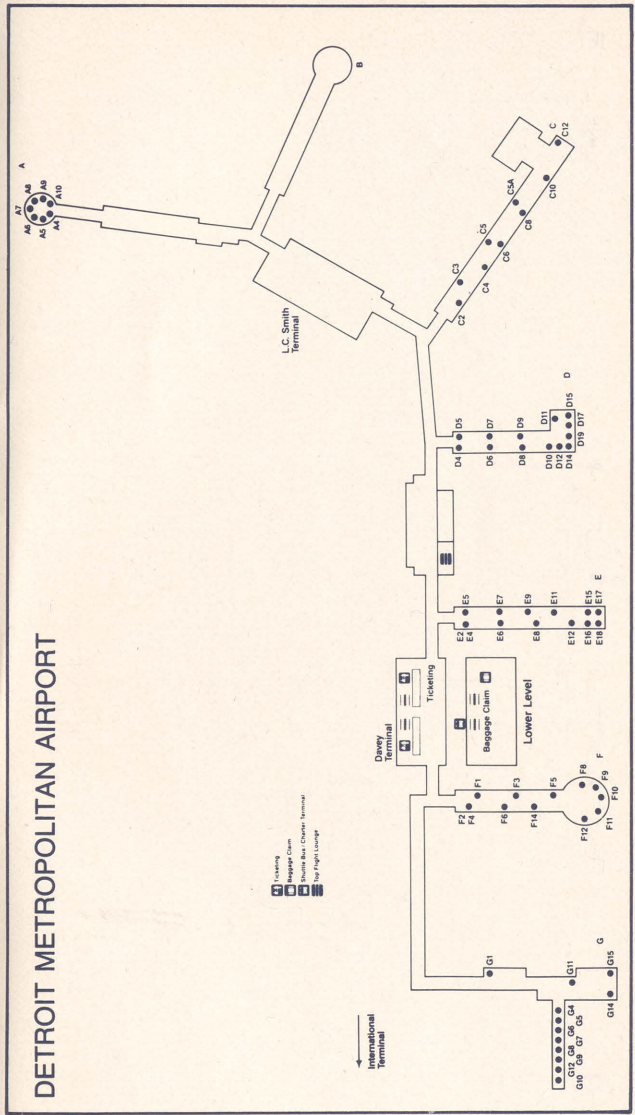 DETROIT METROPOLITAN AIRPORT
Ticketing
Baggage Claim
Shuttle Bus / Charter Terminal
Top Flight Lounge
International
Terminal
L.C. Smith
Terminal
Davey
Terminal
Ticketing
Baggage Claim
Lower Level
A
A4
A5
A6
A7
A8
A9
A10
B
C
C2
C3
C4
C5
C6
C5A
C8
C10
C12
D
D4 D5
D6 D7
D8 D9
D10
D11
D12
D14
D15
D17
D19
E
E2
E4 E5
E6 E7
E8
E9
E11
E12
E16 E15
E18 E17
F
F2
F4
F1
F6
F3
F14
F5
F8
F9
F10
F11
F12
G
G1
G11
G14
G15
G4
G5
G6
G7
G8
G9
G12
G10